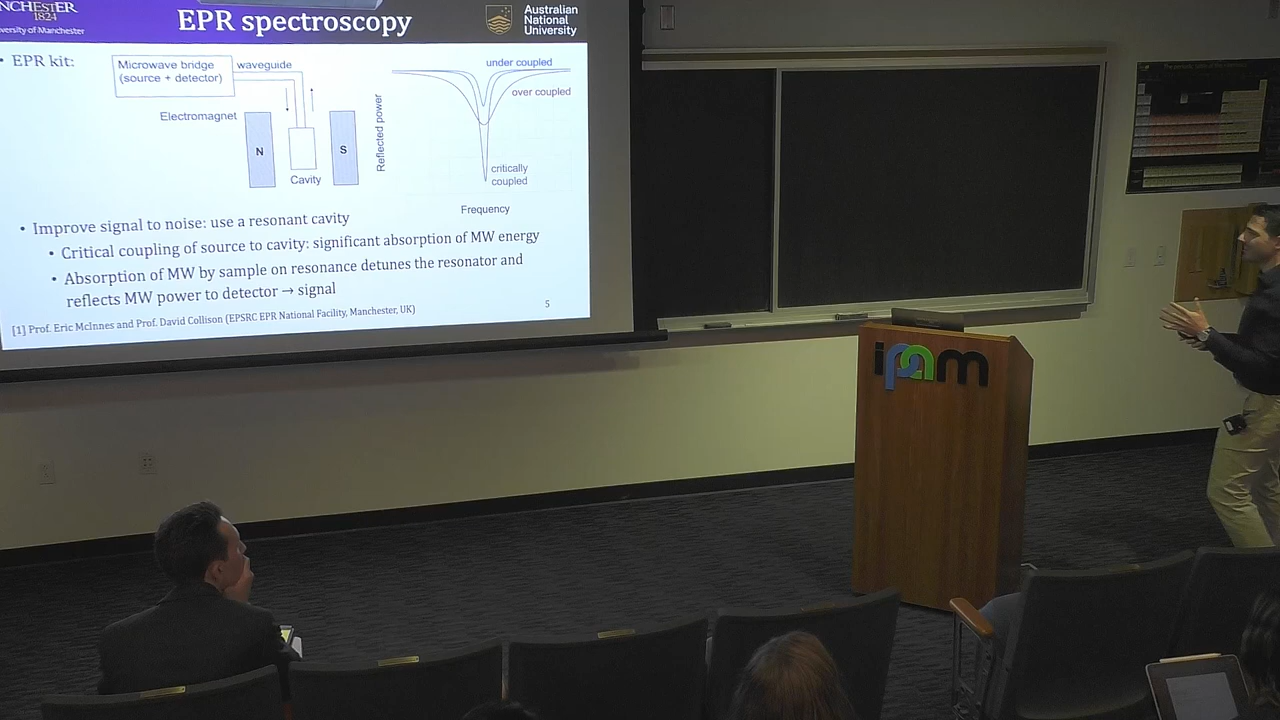 NCHESTER
1824
versity of Manchester
EPR spectroscopy
Australian
National
University
• EPR kit:
Microwave bridge
(source + detector)
waveguide
Electromagnet
N
S
Cavity
Reflected power
under coupled
over coupled
critically
coupled
Frequency
• Improve signal to noise: use a resonant cavity
• Critical coupling of source to cavity: significant absorption of MW energy
• Absorption of MW by sample on resonance detunes the resonator and
reflects MW power to detector → signal
[1] Prof. Eric McInnes and Prof. David Collison (EPSRC EPR National Facility, Manchester, UK)
5
ipam